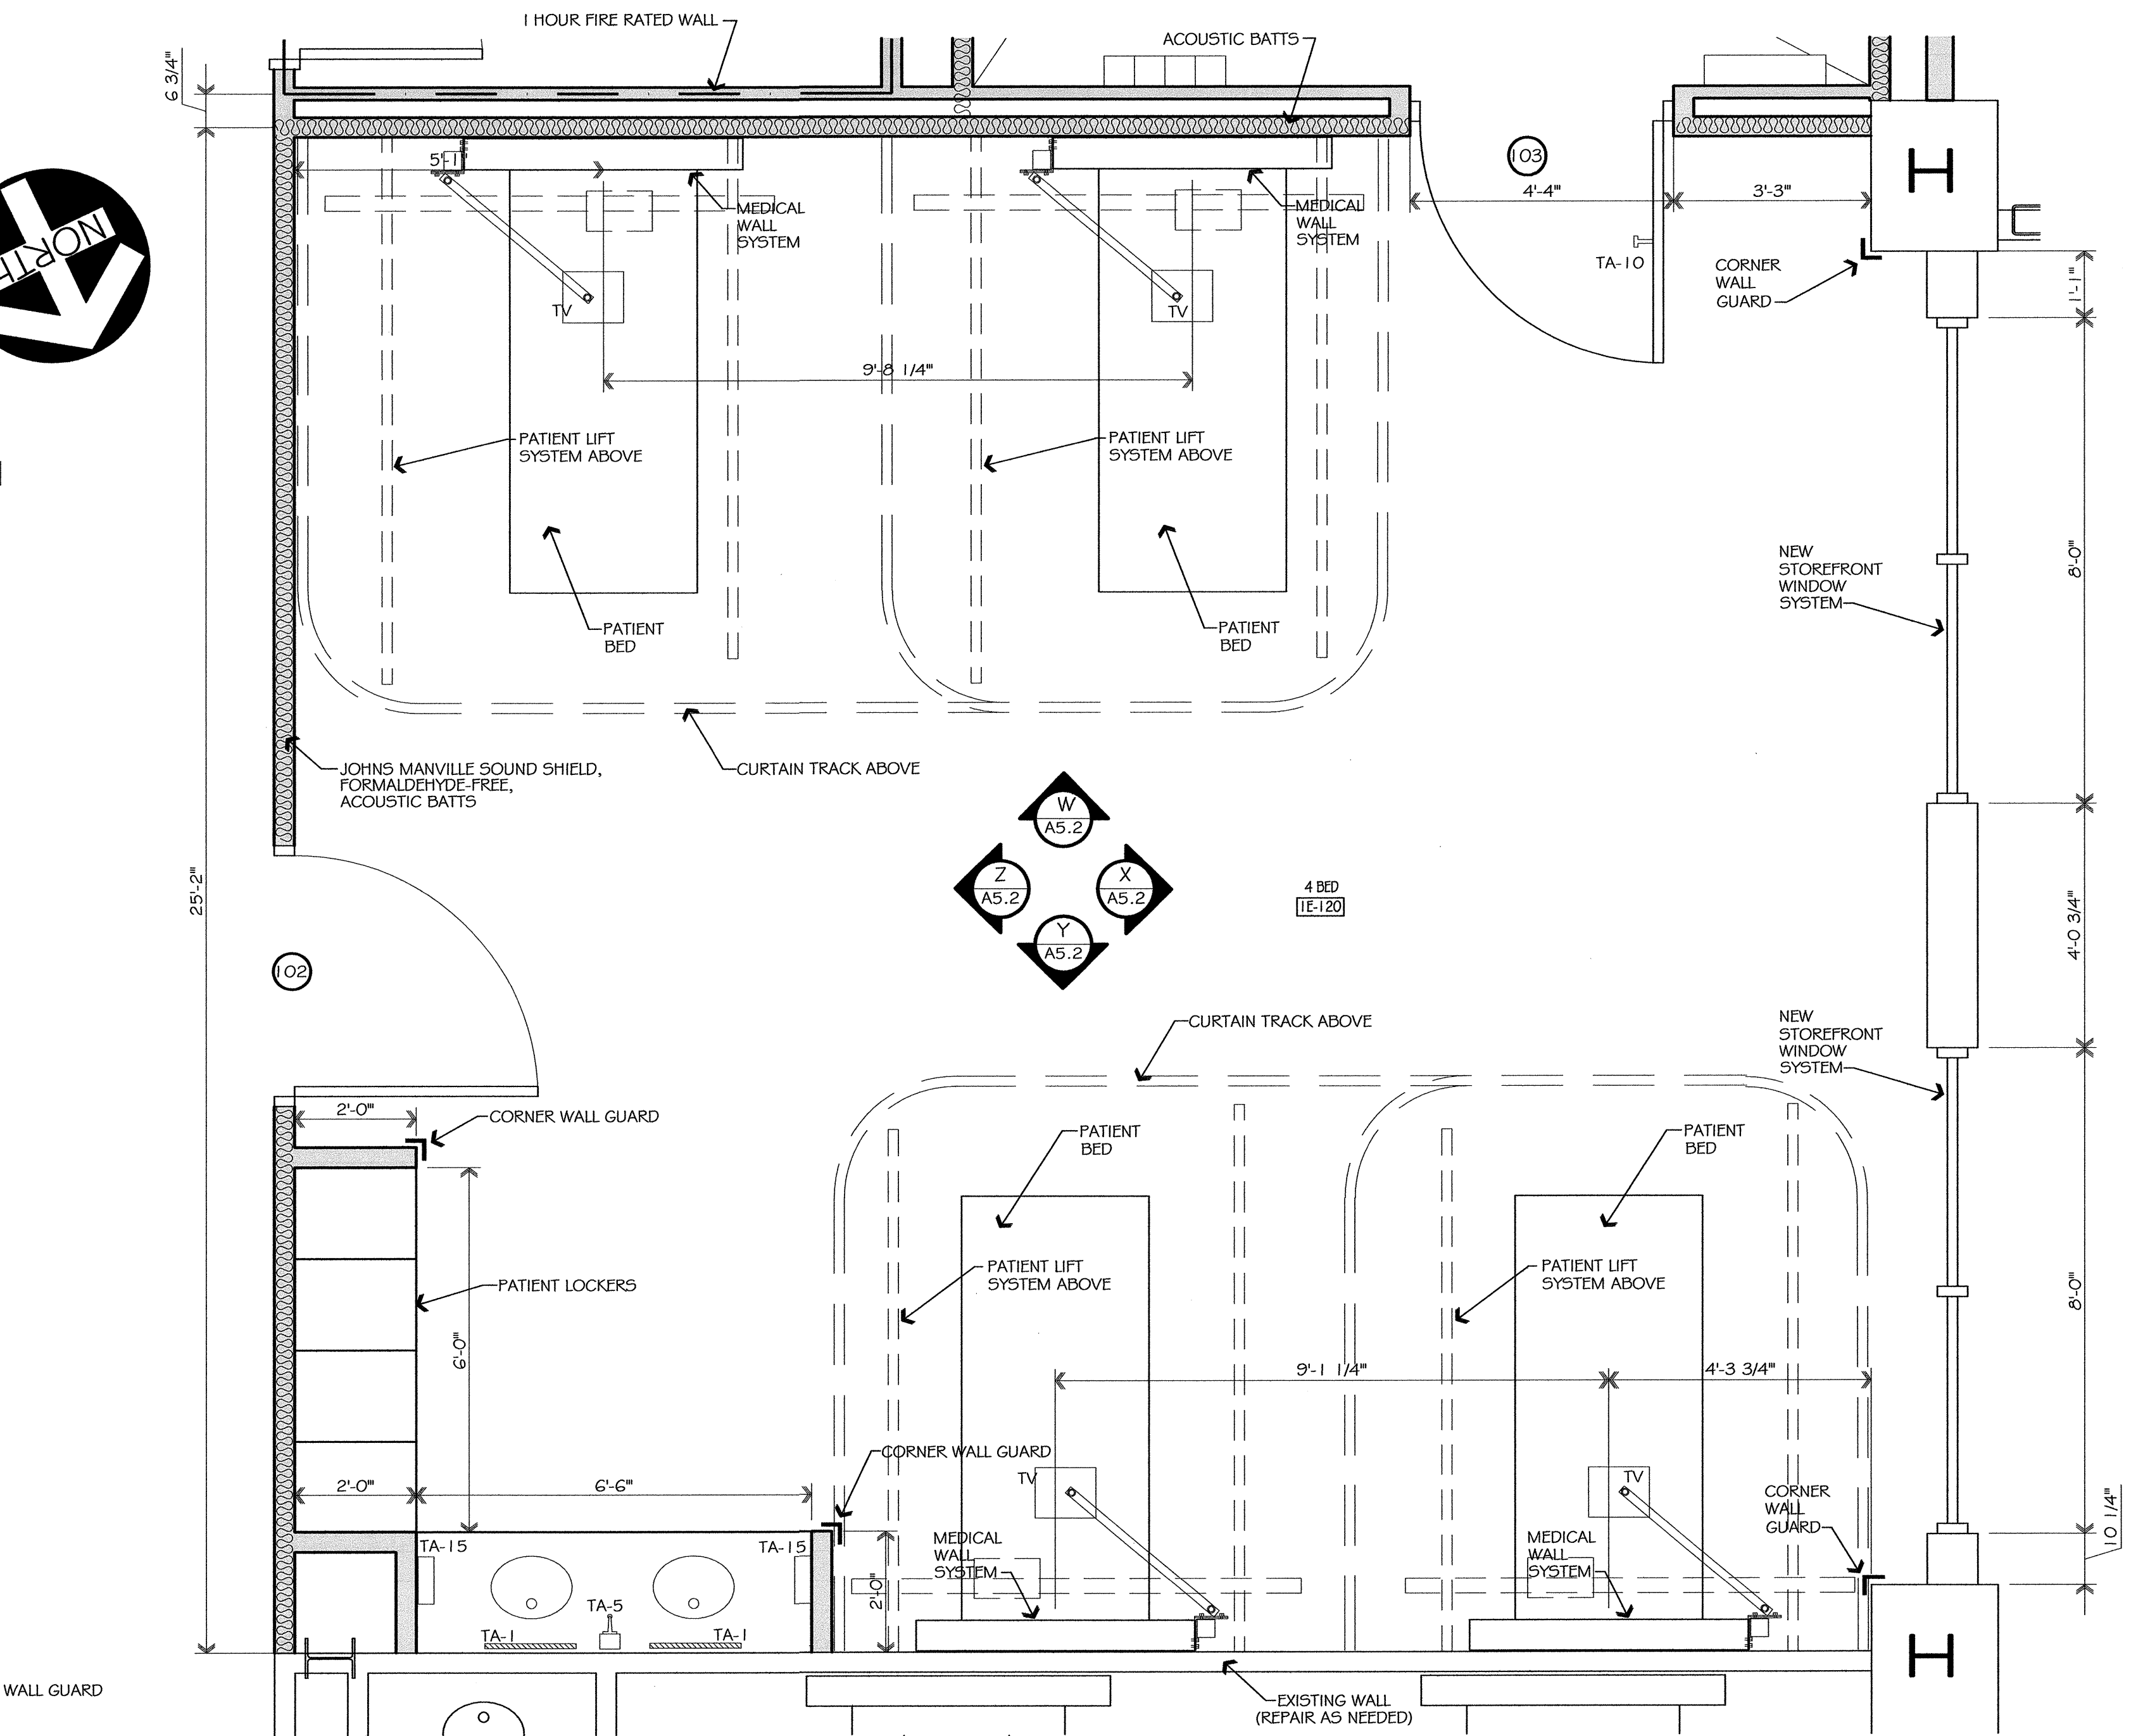 1 HOUR FIRE RATED WALL
ACOUSTIC BATTS
6 3/4"
5'-1
103
4'-4"
3'-3"
H
MEDICAL
WALL
SYSTEM
MEDICAL
WALL
SYSTEM
NORTH
TA-10
CORNER
WALL
GUARD
1'-1"
TV
TV
9'-8 1/4"
PATIENT LIFT
SYSTEM ABOVE
PATIENT LIFT
SYSTEM ABOVE
NEW
STOREFRONT
WINDOW
SYSTEM
8'-0"
PATIENT
BED
PATIENT
BED
JOHNS MANVILLE SOUND SHIELD,
FORMALDEHYDE-FREE,
ACOUSTIC BATTS
CURTAIN TRACK ABOVE
W
A5.2
Z
A5.2
X
A5.2
Y
A5.2
4 BED
1E-120
25'-2"
4'-0 3/4"
102
CURTAIN TRACK ABOVE
NEW
STOREFRONT
WINDOW
SYSTEM
2'-0"
CORNER WALL GUARD
PATIENT
BED
PATIENT
BED
PATIENT LOCKERS
6'-0"
PATIENT LIFT
SYSTEM ABOVE
PATIENT LIFT
SYSTEM ABOVE
8'-0"
9'-1 1/4"
4'-3 3/4"
CORNER WALL GUARD
2'-0"
6'-6"
TV
TV
CORNER
WALL
GUARD
10 1/4"
TA-15
TA-15
MEDICAL
WALL
SYSTEM
MEDICAL
WALL
SYSTEM
2'-0"
TA-5
TA-1
TA-1
H
WALL GUARD
EXISTING WALL
(REPAIR AS NEEDED)